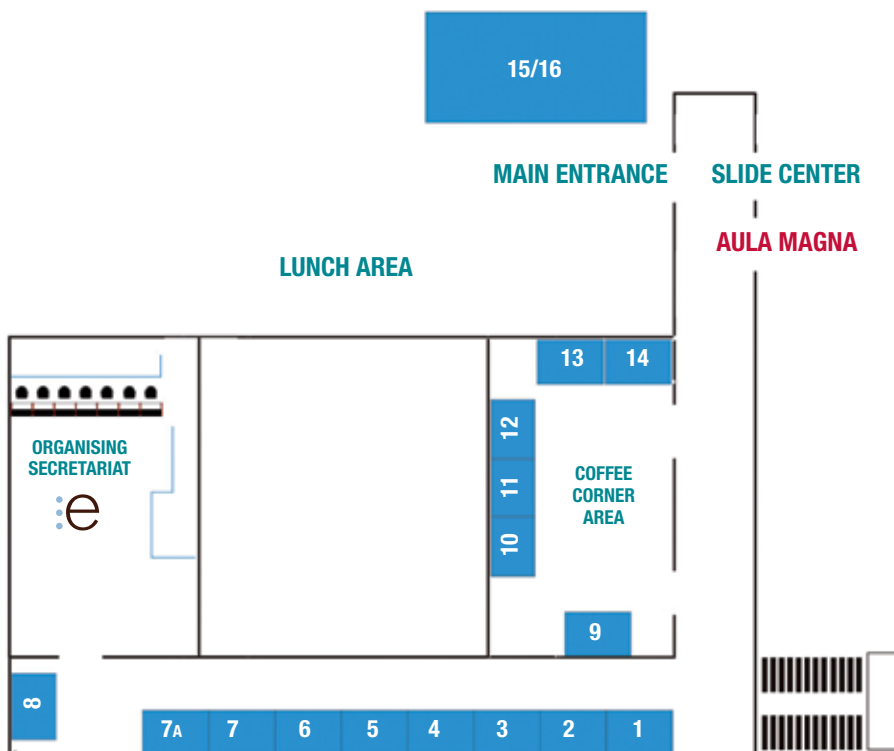 15/16
MAIN ENTRANCE
SLIDE CENTER
AULA MAGNA
LUNCH AREA
13
14
12
11
10
ORGANISING
SECRETARIAT
:e
COFFEE
CORNER
AREA
9
8
7A
7
6
5
4
3
2
1